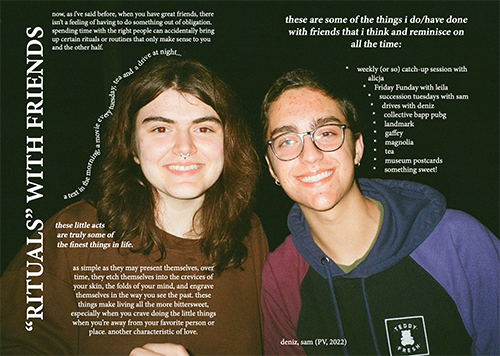 "RITUALS" WITH FRIENDS
now, as i've said before, when you have great friends, there
isn't a feeling of having to do something out of obligation.
spending time with the right people can accidentally bring
up certain rituals or routines that only make sense to you
and the other half.
a text in the morning, a movie every tuesday, tea and a drive at night...
these little acts
are truly some of
the finest things in life.
as simple as they may present themselves, over
time, they etch themselves into the crevices of
your skin, the folds of your mind, and engrave
themselves in the way you see the past. these
things make living all the more bittersweet,
especially when you crave doing the little things
when you're away from your favorite person or
place. another characteristic of love.
these are some of the things i do/have done
with friends that i think and reminisce on
all the time:
* weekly (or so) catch-up session with
alicja
* Friday Funday with leila
* succession tuesdays with sam
* drives with deniz
* collective bapp pubg
* landmark
* gaffey
* magnolia
* tea
* museum postcards
* something sweet!
TEDDY
FRESH
deniz, sam (PV, 2022)